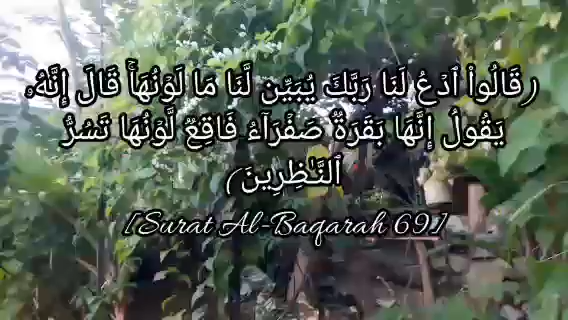 (قَالُوا۟ ٱدۡعُ لَنَا رَبَّكَ يُبَيِّن لَّنَا مَا لَوۡنُهَاۚ قَالَ إِنَّهُۥ
يَقُولُ إِنَّهَا بَقَرَةٌ صَفۡرَآءُ فَاقِعٌ لَّوۡنُهَا تَسُرُّ
ٱلنَّـٰظِرِينَ)
[Surat Al-Baqarah 69]